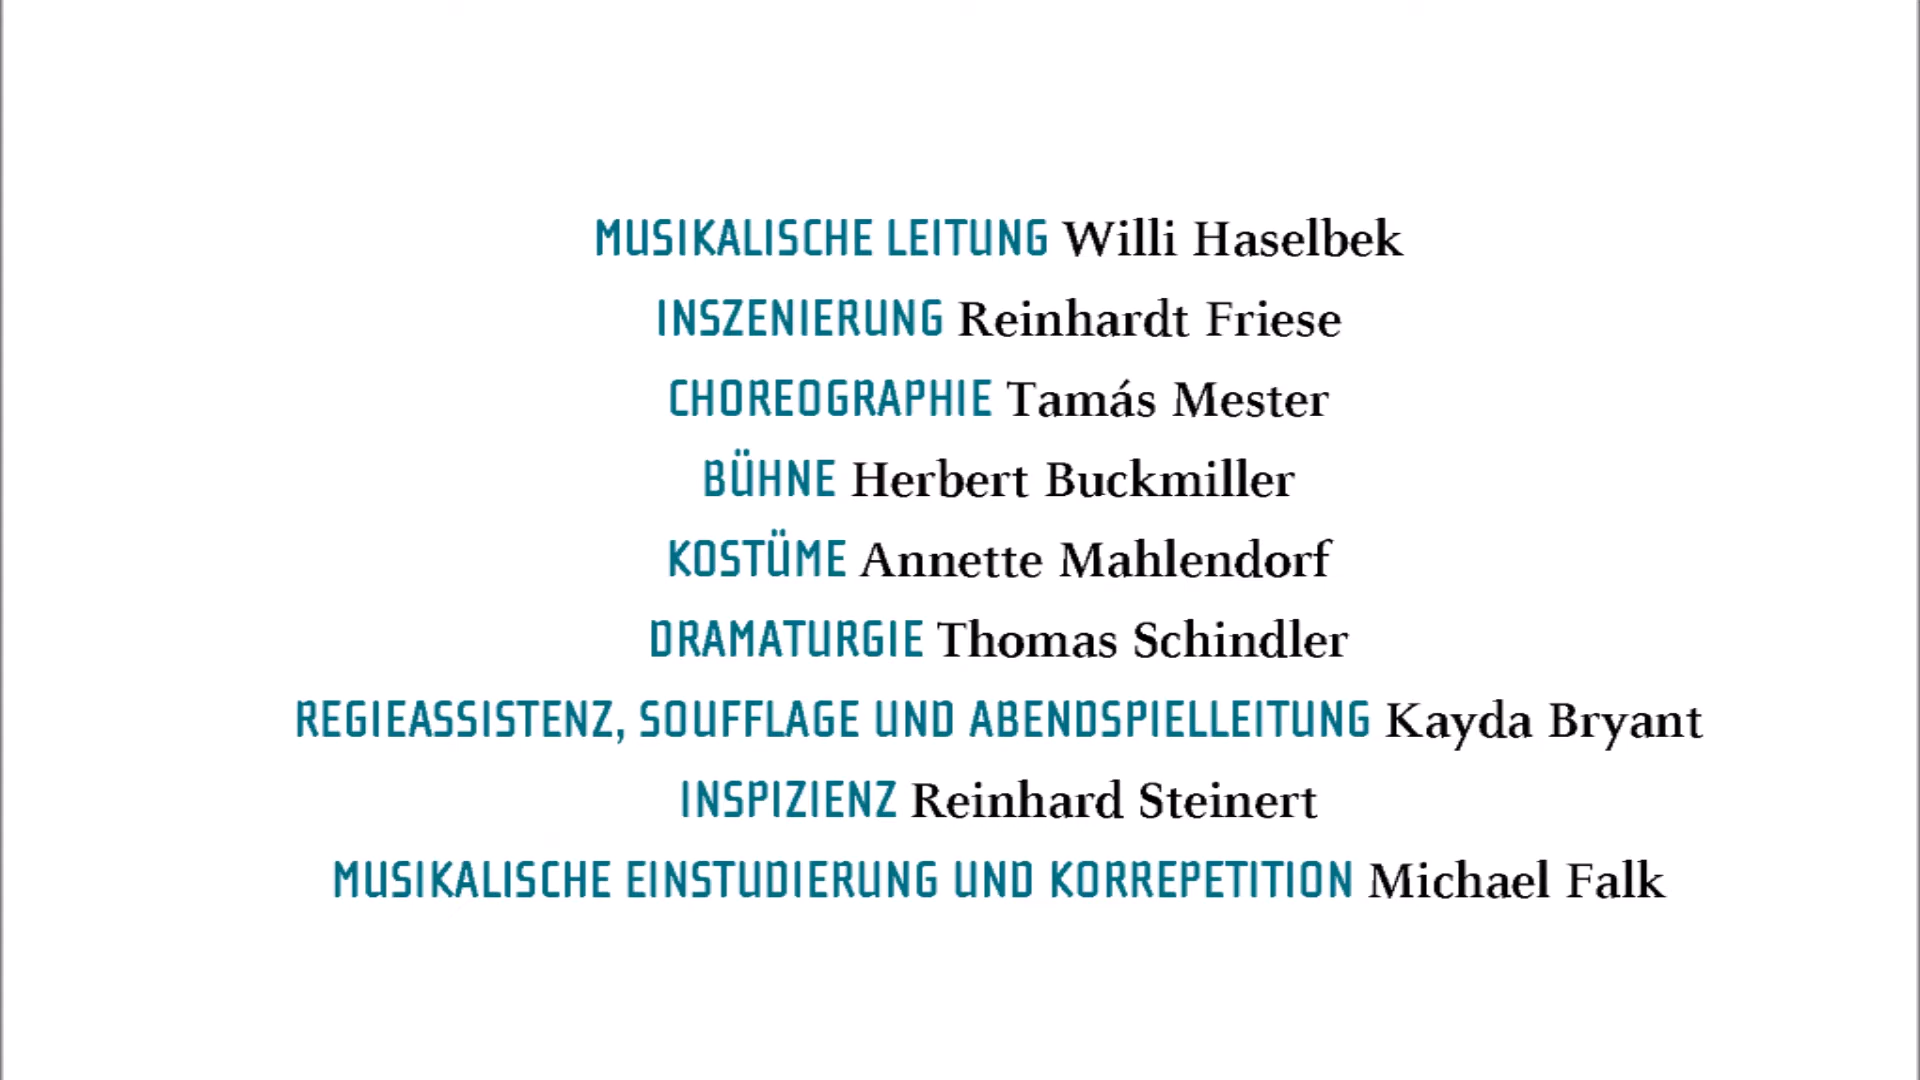 MUSIKALISCHE LEITUNG Willi Haselbek
INSZENIERUNG Reinhardt Friese
CHOREOGRAPHIE Tamás Mester
BÜHNE Herbert Buckmiller
KOSTÜME Annette Mahlendorf
DRAMATURGIE Thomas Schindler
REGIEASSISTENZ, SOUFFLAGE UND ABENDSPIELLEITUNG Kayda Bryant
INSPIZIENZ Reinhard Steinert
MUSIKALISCHE EINSTUDIERUNG UND KORREPETITION Michael Falk